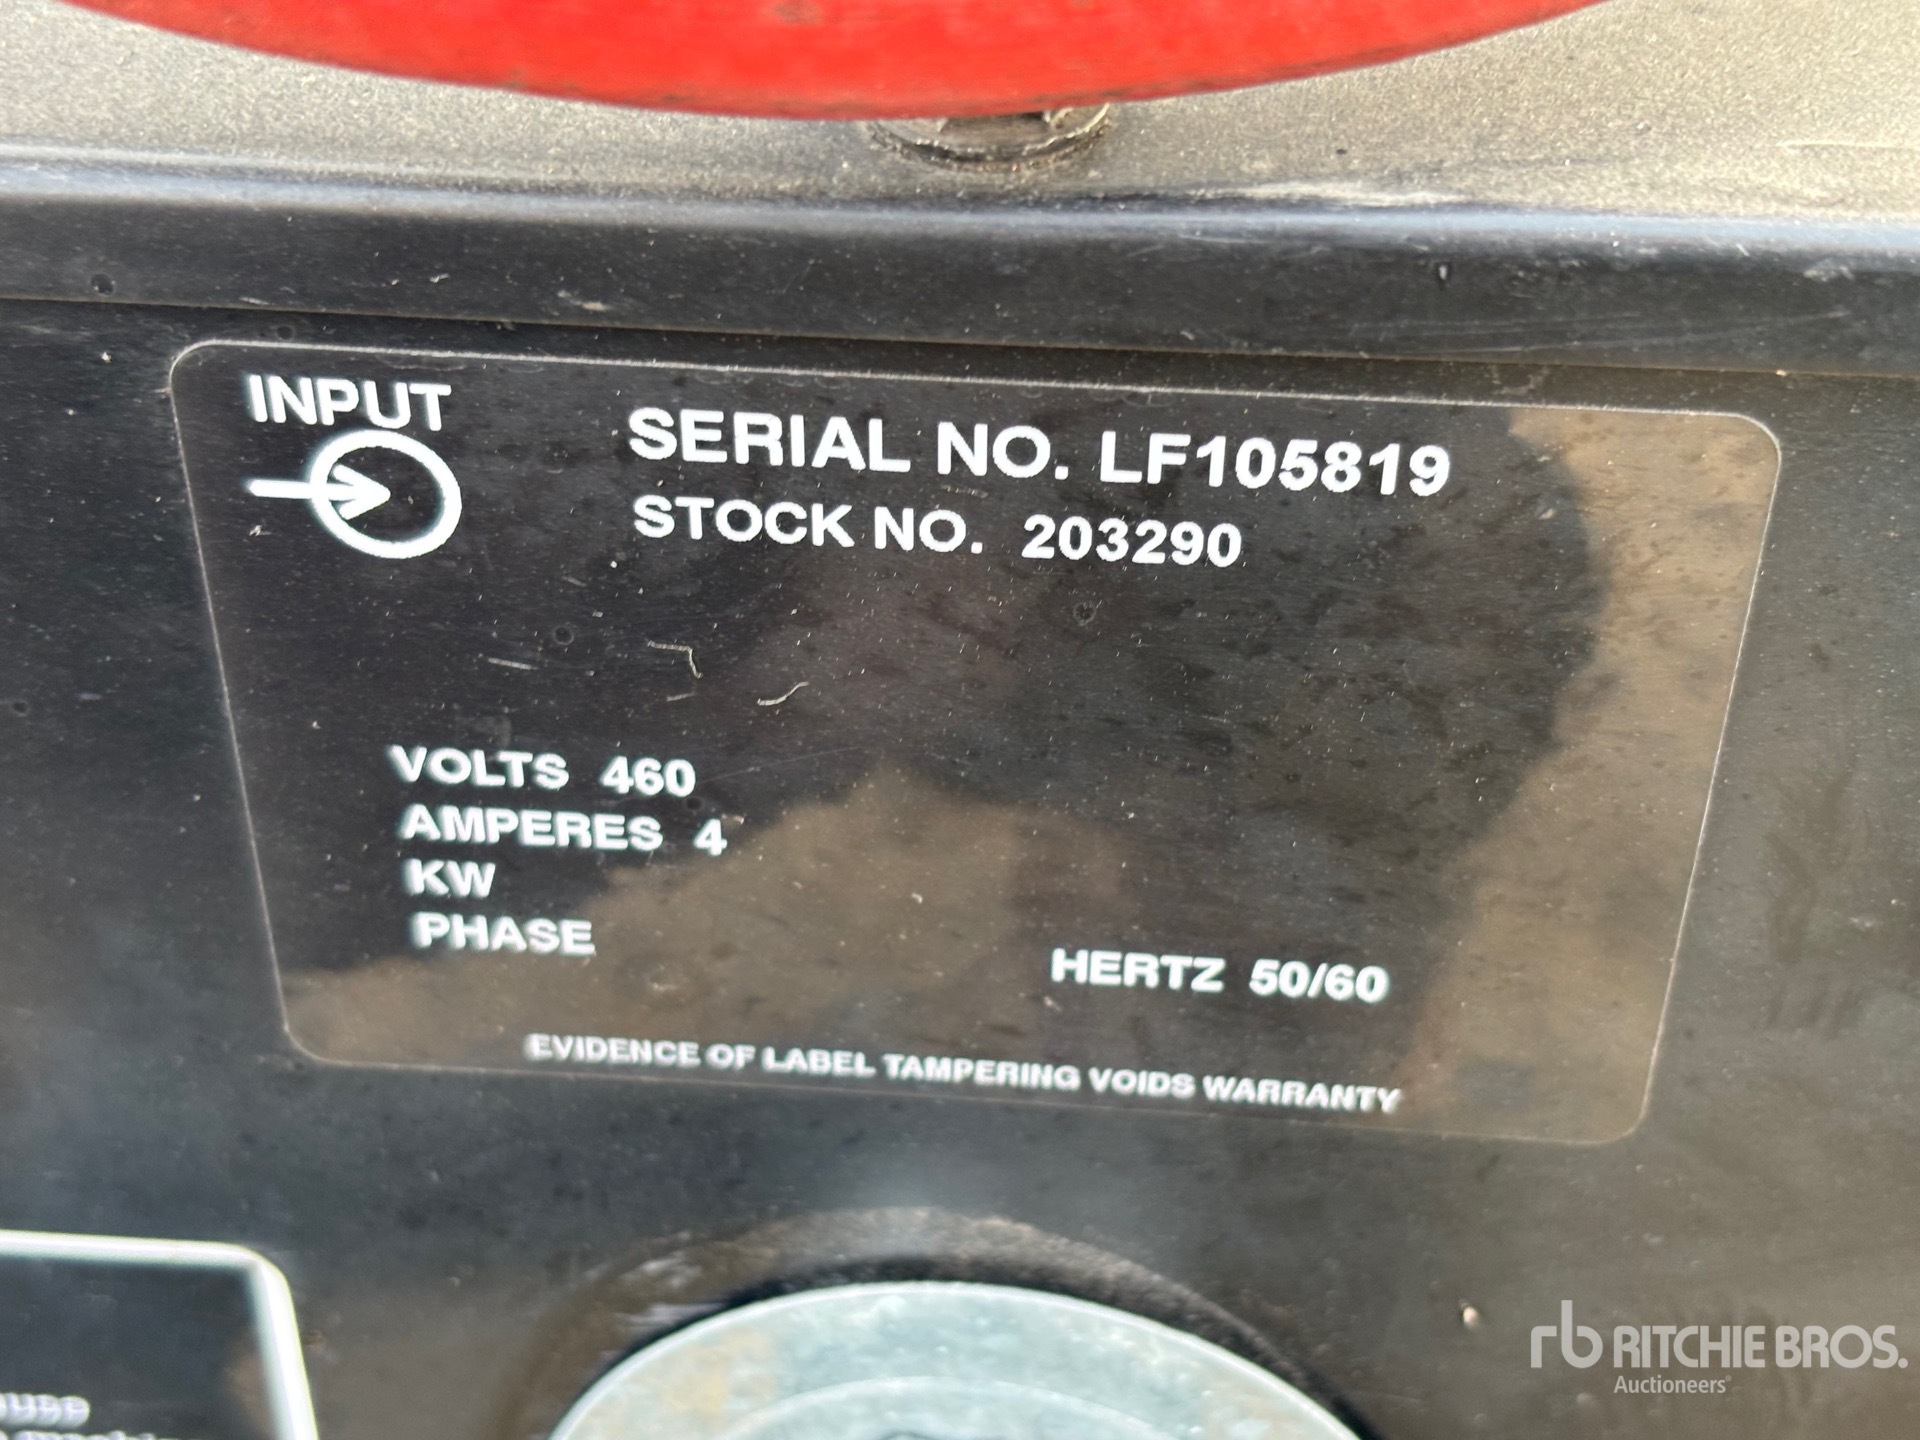 INPUT
SERIAL NO. LF105819
STOCK NO. 203290
VOLTS 460
AMPERES 4
KW
PHASE
HERTZ 50/60
EVIDENCE OF LABEL TAMPERING VOIDS WARRANTY
rb RITCHIE BROS.
Auctioneers